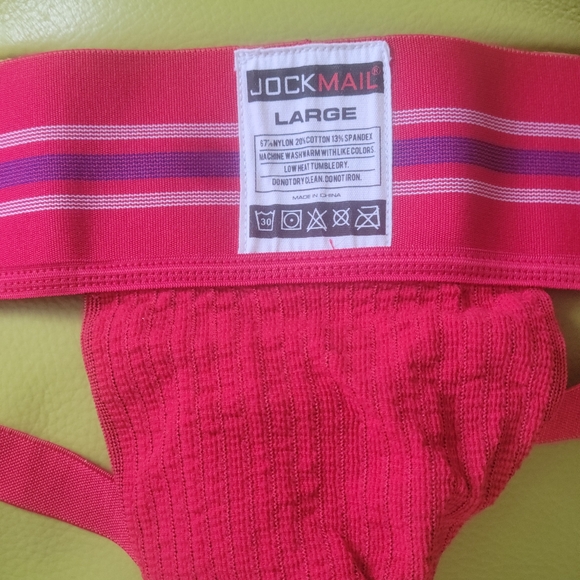 JOCKMAIL®
LARGE
67%NYLON 20%COTTON 13%SPANDEX
MACHINE WASH WARM WITH LIKE COLORS.
LOW HEAT TUMBLE DRY.
DO NOT DRY CLEAN. DO NOT IRON.
MADE IN CHINA
30